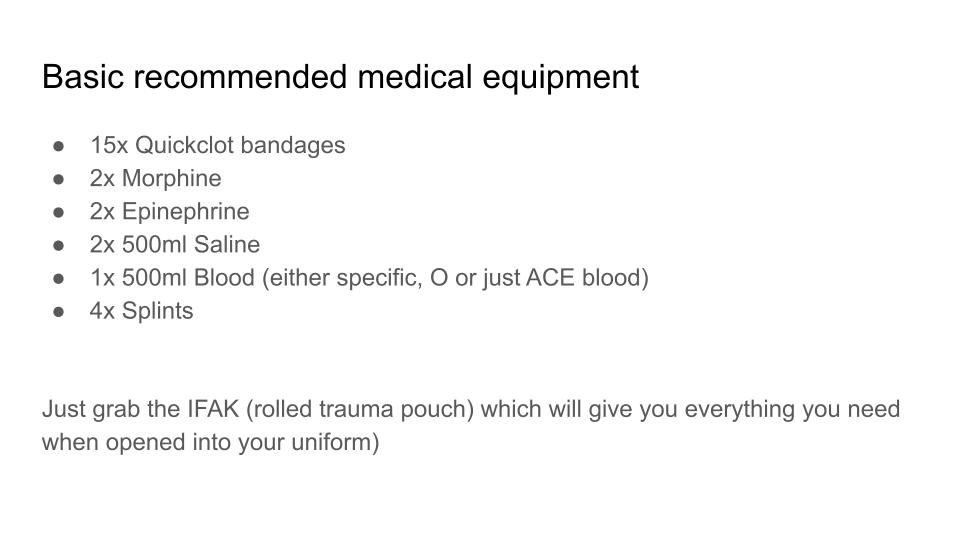 Basic recommended medical equipment
● 15x Quickclot bandages
● 2x Morphine
● 2x Epinephrine
● 2x 500ml Saline
● 1x 500ml Blood (either specific, O or just ACE blood)
● 4x Splints
Just grab the IFAK (rolled trauma pouch) which will give you everything you need
when opened into your uniform)